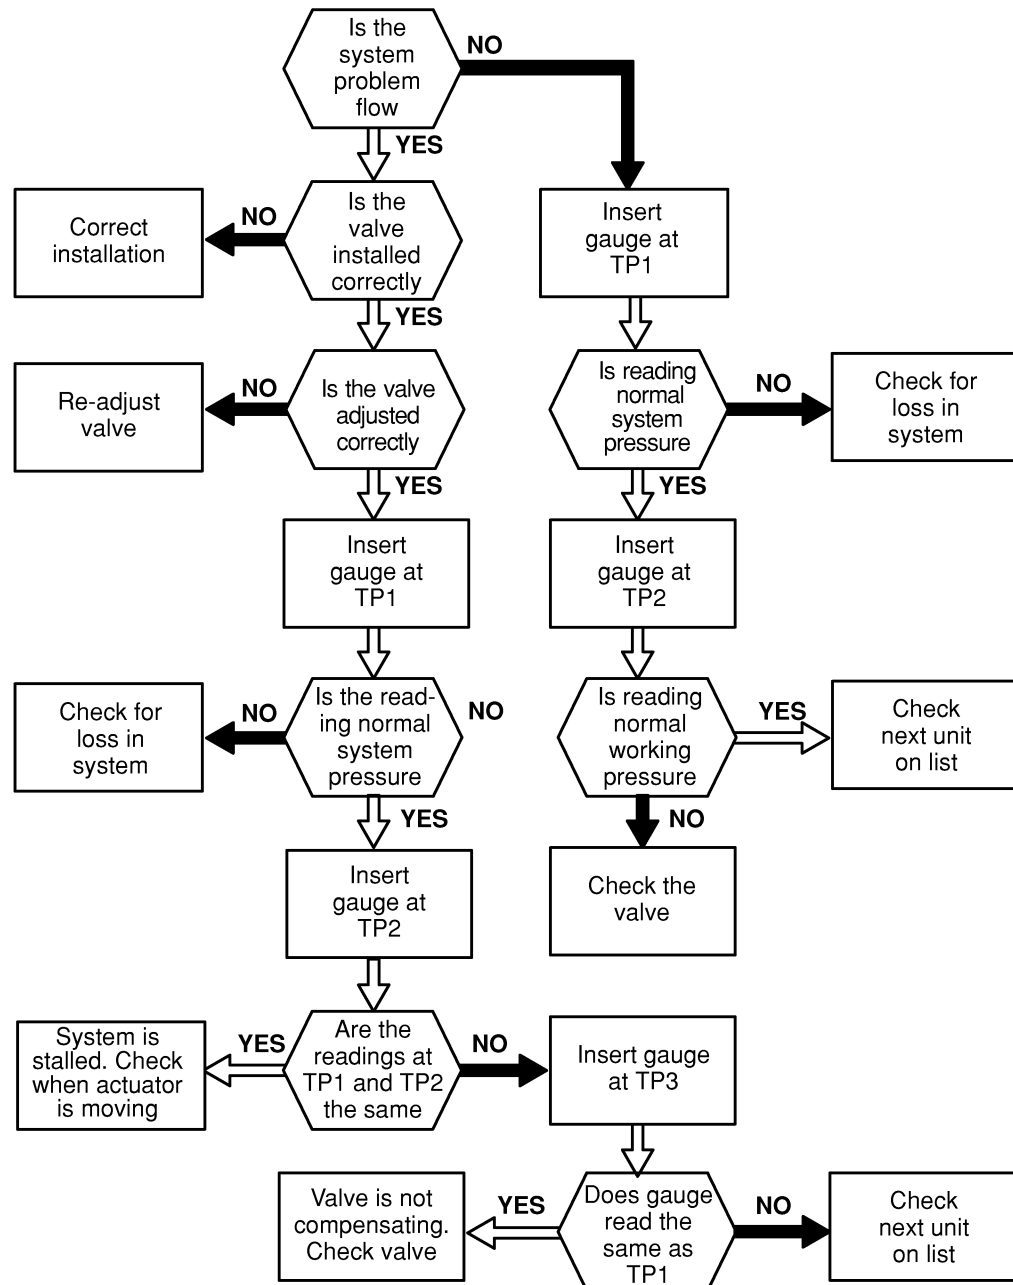 Is the
system
problem
flow
NO
YES
Is the
valve
installed
correctly
NO
Correct
installation
Insert
gauge at
TP1
YES
Is the valve
adjusted
correctly
NO
Re-adjust
valve
Is reading
normal
system
pressure
NO
Check for
loss in
system
YES
YES
Insert
gauge at
TP1
Insert
gauge at
TP2
Is the read-
ing normal
system
pressure
NO
NO
Check for
loss in
system
Is reading
normal
working
pressure
YES
Check
next unit
on list
YES
NO
Insert
gauge at
TP2
Check the
valve
Are the
readings at
TP1 and TP2
the same
YES
System is
stalled. Check
when actuator
is moving
NO
Insert gauge
at TP3
Does gauge
read the
same as
TP1
YES
Valve is not
compensating.
Check valve
NO
Check
next unit
on list